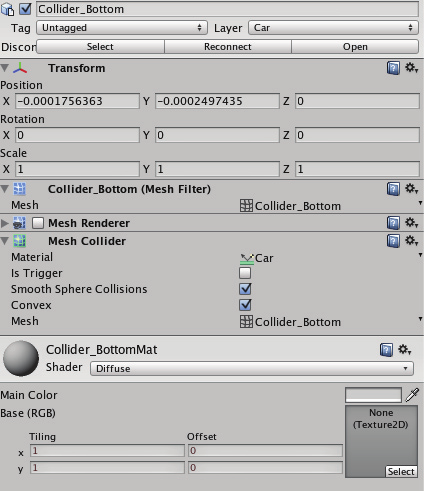 Collider_Bottom
Tag Untagged Layer Car
Discon Select Reconnect Open
Transform
Position
X -0.0001756363 Y -0.0002497435 Z 0
Rotation
X 0 Y 0 Z 0
Scale
X 1 Y 1 Z 1
Collider_Bottom (Mesh Filter)
Mesh Collider_Bottom
Mesh Renderer
Mesh Collider
Material Car
Is Trigger
Smooth Sphere Collisions
Convex
Mesh Collider_Bottom
Collider_BottomMat
Shader Diffuse
Main Color
Base (RGB) None
(Texture2D)
Tiling Offset
x 1 0
y 1 0
Select